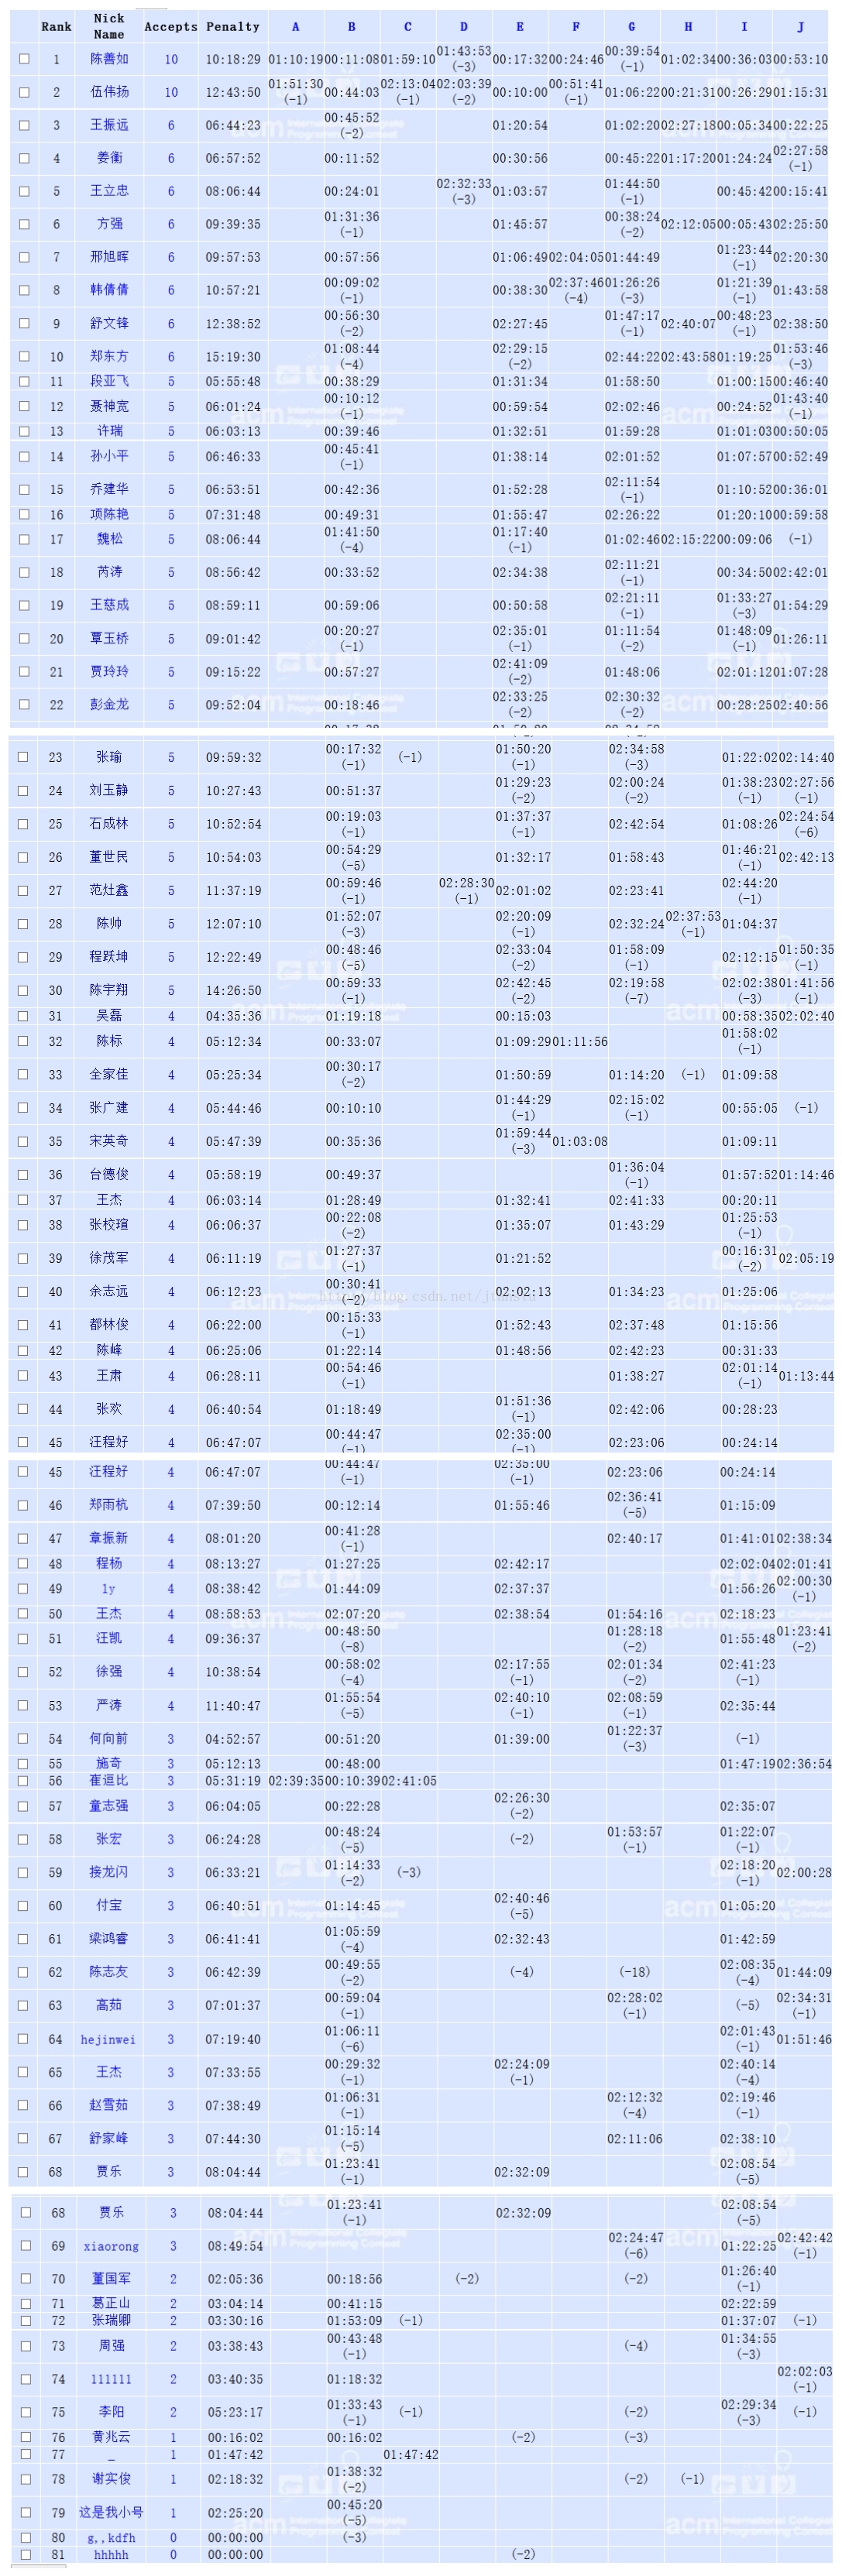 Rank Nick Name Accepts Penalty A B C D E F G H I J
1 陈善如 10 10:18:29 01:10:19 00:11:08 01:59:10 01:43:53 (-3) 00:17:32 00:24:46 00:39:54 (-1) 01:02:34 00:36:03 00:53:10
2 伍伟扬 10 12:43:50 01:51:30 (-1) 00:44:03 02:13:04 (-1) 02:03:39 (-2) 00:10:00 00:51:41 (-1) 01:06:22 00:21:31 00:26:29 01:15:31
3 王振远 6 06:44:23 00:45:52 (-2) 01:20:54 01:02:20 02:27:18 00:05:34 00:22:25
4 姜衡 6 06:57:52 00:11:52 00:30:56 00:45:22 01:17:20 01:24:24 02:27:58 (-1)
5 王立忠 6 08:06:44 00:24:01 02:32:33 (-3) 01:03:57 01:44:50 (-1) 00:45:42 00:15:41
6 方强 6 09:39:35 01:31:36 (-1) 01:45:57 00:38:24 (-2) 02:12:05 00:05:43 02:25:50
7 邢旭晖 6 09:57:53 00:57:56 01:06:49 02:04:05 01:44:49 01:23:44 (-1) 02:20:30
8 韩倩倩 6 10:57:21 00:09:02 (-1) 00:38:30 02:37:46 (-4) 01:26:26 (-3) 01:21:39 (-1) 01:43:58
9 舒文锋 6 12:38:52 00:56:30 (-2) 02:27:45 01:47:17 (-1) 02:40:07 00:48:23 (-1) 02:38:50
10 郑东方 6 15:19:30 01:08:44 (-4) 02:29:15 (-2) 02:44:22 02:43:58 01:19:25 01:53:46 (-3)
11 段亚飞 5 05:55:48 00:38:29 01:31:34 01:58:50 01:00:15 00:46:40
12 聂神宽 5 06:01:24 00:10:12 (-1) 00:59:54 02:02:46 00:24:52 01:43:40 (-1)
13 许瑞 5 06:03:13 00:39:46 01:32:51 01:59:28 01:01:03 00:50:05
14 孙小平 5 06:46:33 00:45:41 (-1) 01:38:14 02:01:52 01:07:57 00:52:49
15 乔建华 5 06:53:51 00:42:36 01:52:28 02:11:54 (-1) 01:10:52 00:36:01
16 项陈艳 5 07:31:48 00:49:31 01:55:47 02:26:22 01:20:10 00:59:58
17 魏松 5 08:06:44 01:41:50 (-4) 01:17:40 (-1) 01:02:46 02:15:22 00:09:06 (-1)
18 芮涛 5 08:56:42 00:33:52 02:34:38 02:11:21 (-1) 00:34:50 02:42:01
19 王慈成 5 08:59:11 00:59:06 00:50:58 02:21:11 (-1) 01:33:27 (-3) 01:54:29
20 覃玉桥 5 09:01:42 00:20:27 (-1) 02:35:01 (-1) 01:11:54 (-2) 01:48:09 (-1) 01:26:11
21 贾玲玲 5 09:15:22 00:57:27 02:41:09 (-2) 01:48:06 02:01:12 01:07:28
22 彭金龙 5 09:52:04 00:18:46 02:33:25 (-2) 02:30:32 (-2) 00:28:25 02:40:56
23 张瑜 5 09:59:32 00:17:32 (-1) (-1) 01:50:20 (-1) 02:34:58 (-3) 01:22:02 02:14:40
24 刘玉静 5 10:27:43 00:51:37 01:29:23 (-2) 02:00:24 (-2) 01:38:23 (-1) 02:27:56 (-1)
25 石成林 5 10:52:54 00:19:03 (-1) 01:37:37 (-1) 02:42:54 01:08:26 02:24:54 (-6)
26 董世民 5 10:54:03 00:54:29 (-5) 01:32:17 01:58:43 01:46:21 (-1) 02:42:13
27 范灶鑫 5 11:37:19 00:59:46 (-1) 02:28:30 (-1) 02:01:02 02:23:41 02:44:20 (-1)
28 陈帅 5 12:07:10 01:52:07 (-3) 02:20:09 (-1) 02:32:24 02:37:53 (-1) 01:04:37
29 程跃坤 5 12:22:49 00:48:46 (-5) 02:33:04 (-2) 01:58:09 (-1) 02:12:15 01:50:35 (-1)
30 陈宇翔 5 14:26:50 00:59:33 (-1) 02:42:45 (-2) 02:19:58 (-7) 02:02:38 (-3) 01:41:56 (-1)
31 吴磊 4 04:35:36 01:19:18 00:15:03 00:58:35 02:02:40
32 陈标 4 05:12:34 00:33:07 01:09:29 01:11:56 01:58:02 (-1)
33 全家佳 4 05:25:34 00:30:17 (-2) 01:50:59 01:14:20 (-1) 01:09:58
34 张广建 4 05:44:46 00:10:10 01:44:29 (-1) 02:15:02 (-1) 00:55:05 (-1)
35 宋英奇 4 05:47:39 00:35:36 01:59:44 (-3) 01:03:08 01:09:11
36 台德俊 4 05:58:19 00:49:37 01:36:04 (-1) 01:57:52 01:14:46
37 王杰 4 06:03:14 01:28:49 01:32:41 02:41:33 00:20:11
38 张校瑄 4 06:06:37 00:22:08 (-2) 01:35:07 01:43:29 01:25:53 (-1)
39 徐茂军 4 06:11:19 01:27:37 (-1) 01:21:52 00:16:31 (-2) 02:05:19
40 余志远 4 06:12:23 00:30:41 (-2) 02:02:13 01:34:23 01:25:06
41 都林俊 4 06:22:00 00:15:33 (-1) 01:52:43 02:37:48 01:15:56
42 陈峰 4 06:25:06 01:22:14 01:48:56 02:42:23 00:31:33
43 王肃 4 06:28:11 00:54:46 (-1) 01:38:27 02:01:14 (-1) 01:13:44
44 张欢 4 06:40:54 01:18:49 01:51:36 (-1) 02:42:06 00:28:23
45 汪程好 4 06:47:07 00:44:47 (-1) 02:35:00 (-1) 02:23:06 00:24:14
45 汪程好 4 06:47:07 00:44:47 (-1) 02:35:00 (-1) 02:23:06 00:24:14
46 郑雨杭 4 07:39:50 00:12:14 01:55:46 02:36:41 (-5) 01:15:09
47 章振新 4 08:01:20 00:41:28 (-1) 02:40:17 01:41:01 02:38:34
48 程杨 4 08:13:27 01:27:25 02:42:17 02:02:04 02:01:41
49 ly 4 08:38:42 01:44:09 02:37:37 01:56:26 02:00:30 (-1)
50 王杰 4 08:58:53 02:07:20 02:38:54 01:54:16 02:18:23
51 汪凯 4 09:36:37 00:48:50 (-8) 01:28:18 (-2) 01:55:48 01:23:41 (-2)
52 徐强 4 10:38:54 00:58:02 (-4) 02:17:55 (-1) 02:01:34 (-2) 02:41:23 (-1)
53 严涛 4 11:40:47 01:55:54 (-5) 02:40:10 (-1) 02:08:59 (-1) 02:35:44
54 何向前 3 04:52:57 00:51:20 01:39:00 01:22:37 (-3) (-1)
55 施奇 3 05:12:13 00:48:00 01:47:19 02:36:54
56 崔逗比 3 05:31:19 02:39:35 00:10:39 02:41:05
57 童志强 3 06:04:05 00:22:28 02:26:30 (-2) 02:35:07
58 张宏 3 06:24:28 00:48:24 (-5) (-2) 01:53:57 (-1) 01:22:07 (-1)
59 接龙闪 3 06:33:21 01:14:33 (-2) (-3) 02:18:20 (-1) 02:00:28
60 付宝 3 06:40:51 01:14:45 02:40:46 (-5) 01:05:20
61 梁鸿睿 3 06:41:41 01:05:59 (-4) 02:32:43 01:42:59
62 陈志友 3 06:42:39 00:49:55 (-2) (-4) (-18) 02:08:35 (-4) 01:44:09
63 高茹 3 07:01:37 00:59:04 (-1) 02:28:02 (-1) (-5) 02:34:31 (-1)
64 hejinwei 3 07:19:40 01:06:11 (-6) 02:01:43 (-1) 01:51:46
65 王杰 3 07:33:55 00:29:32 (-1) 02:24:09 (-1) 02:40:14 (-4)
66 赵雪茹 3 07:38:49 01:06:31 (-1) 02:12:32 (-4) 02:19:46 (-1)
67 舒家峰 3 07:44:30 01:15:14 (-5) 02:11:06 02:38:10
68 贾乐 3 08:04:44 01:23:41 (-1) 02:32:09 02:08:54 (-5)
68 贾乐 3 08:04:44 01:23:41 (-1) 02:32:09 02:08:54 (-5)
69 xiaorong 3 08:49:54 02:24:47 (-6) 01:22:25 02:42:42 (-1)
70 董国军 2 02:05:36 00:18:56 (-2) (-2) 01:26:40 (-1)
71 葛正山 2 03:04:14 00:41:15 02:22:59
72 张瑞卿 2 03:30:16 01:53:09 (-1) 01:37:07 (-1)
73 周强 2 03:38:43 00:43:48 (-1) (-4) 01:34:55 (-3)
74 111111 2 03:40:35 01:18:32 02:02:03 (-1)
75 李阳 2 05:23:17 01:33:43 (-1) (-1) (-2) 02:29:34 (-3) (-1)
76 黄兆云 1 00:16:02 00:16:02 (-2) (-3)
77 _ 1 01:47:42 01:47:42
78 谢实俊 1 02:18:32 01:38:32 (-2) (-2) (-1)
79 这是我小号 1 02:25:20 00:45:20 (-5)
80 g,,kdfh 0 00:00:00 (-3)
81 hhhhh 0 00:00:00 (-2)